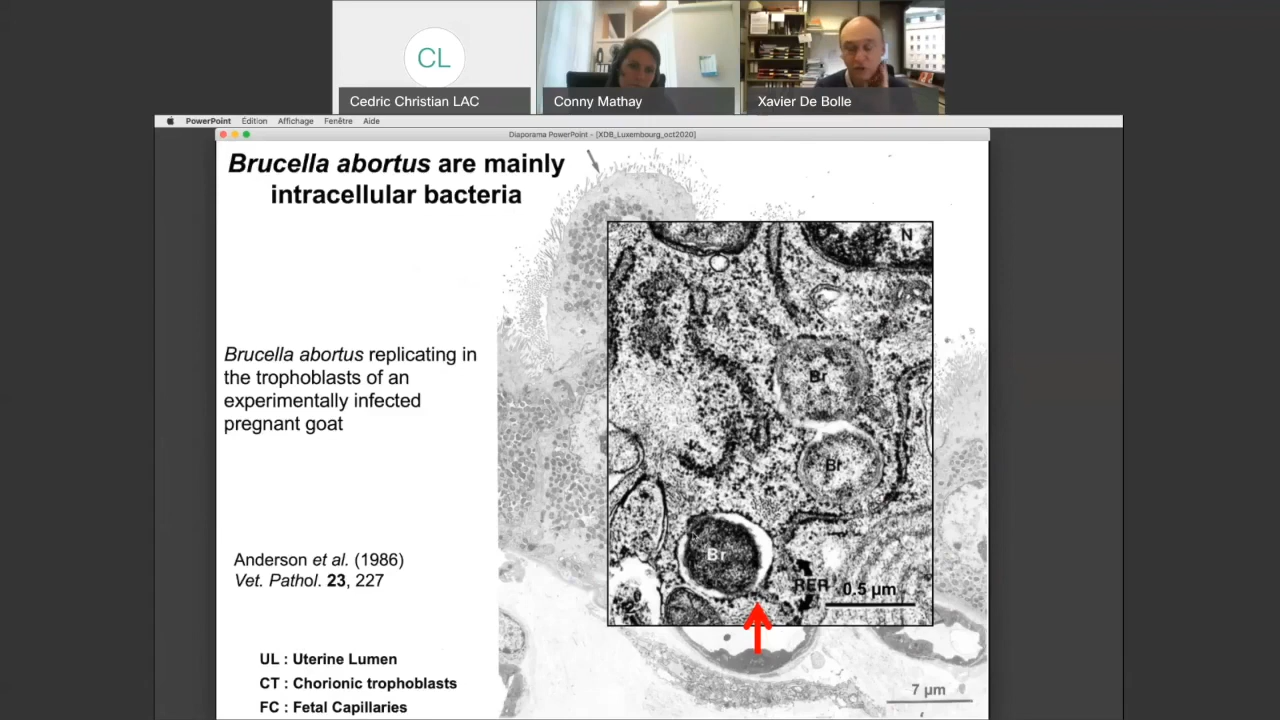 CL
Cedric Christian LAC
Conny Mathay
Xavier De Bolle
PowerPoint Édition Affichage Fenêtre Aide
Diaporama PowerPoint - [XDB_Luxembourg_oct2020]
Brucella abortus are mainly
intracellular bacteria
N
Br
Br
Brucella abortus replicating in
the trophoblasts of an
experimentally infected
pregnant goat
Br
RER
0.5 µm
Anderson et al. (1986)
Vet. Pathol. 23, 227
UL : Uterine Lumen
CT : Chorionic trophoblasts
FC : Fetal Capillaries
7 µm